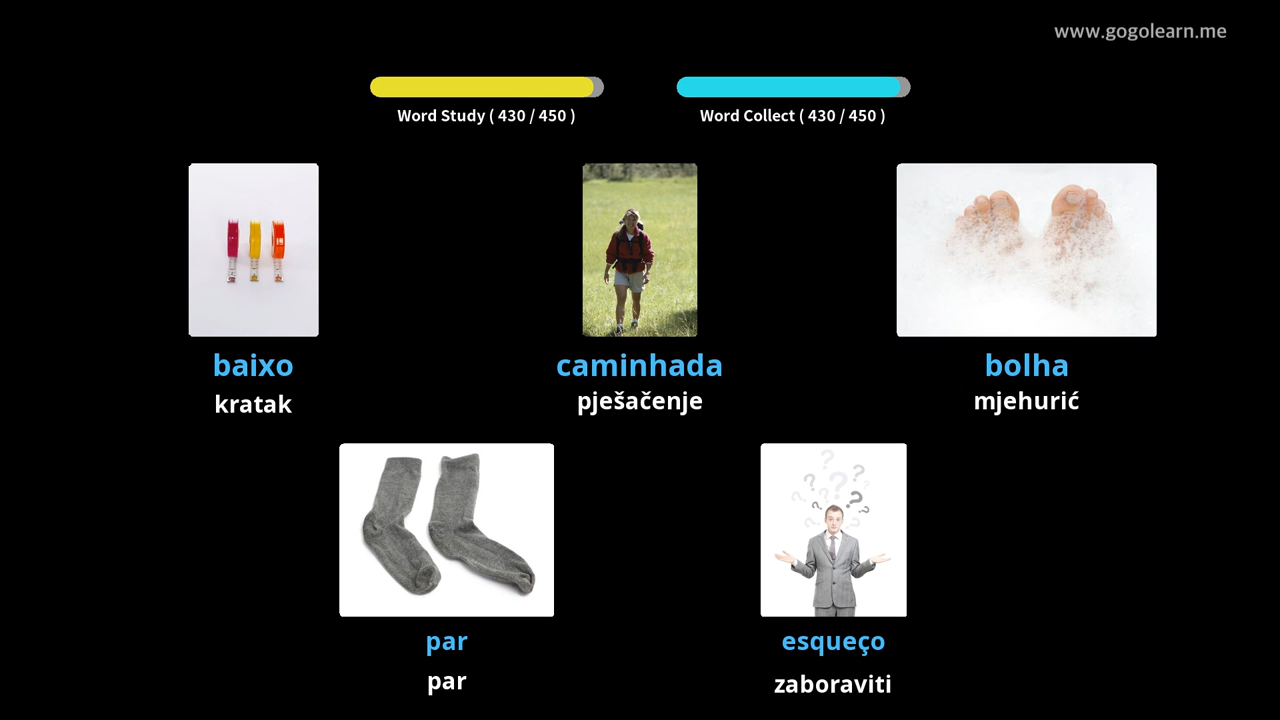 www.gogolearn.me
Word Study ( 430 / 450 )
Word Collect ( 430 / 450 )
baixo
kratak
caminhada
pješačenje
bolha
mjehurić
par
par
esqueço
zaboraviti